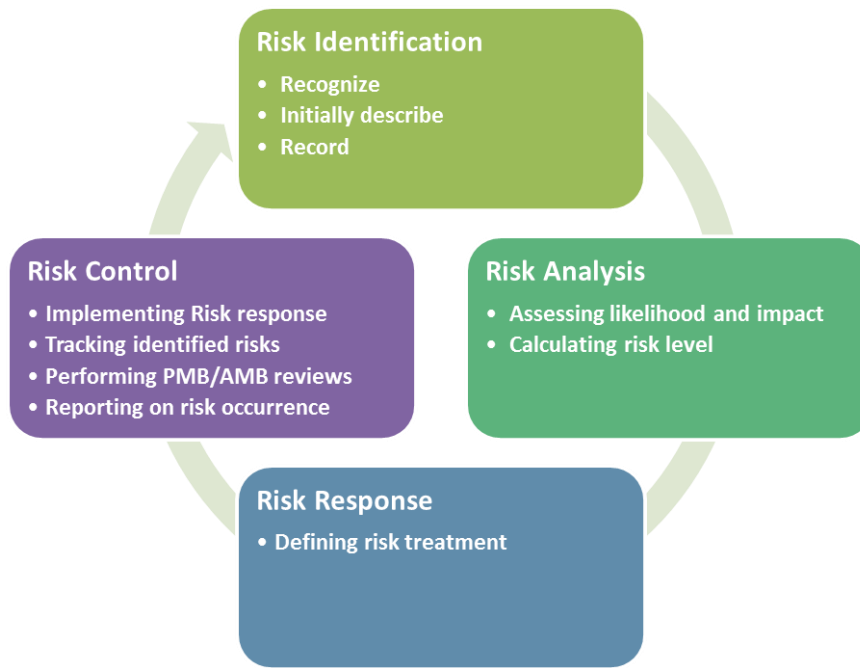 Risk Identification
• Recognize
• Initially describe
• Record
Risk Analysis
• Assessing likelihood and impact
• Calculating risk level
Risk Response
• Defining risk treatment
Risk Control
• Implementing Risk response
• Tracking identified risks
• Performing PMB/AMB reviews
• Reporting on risk occurrence